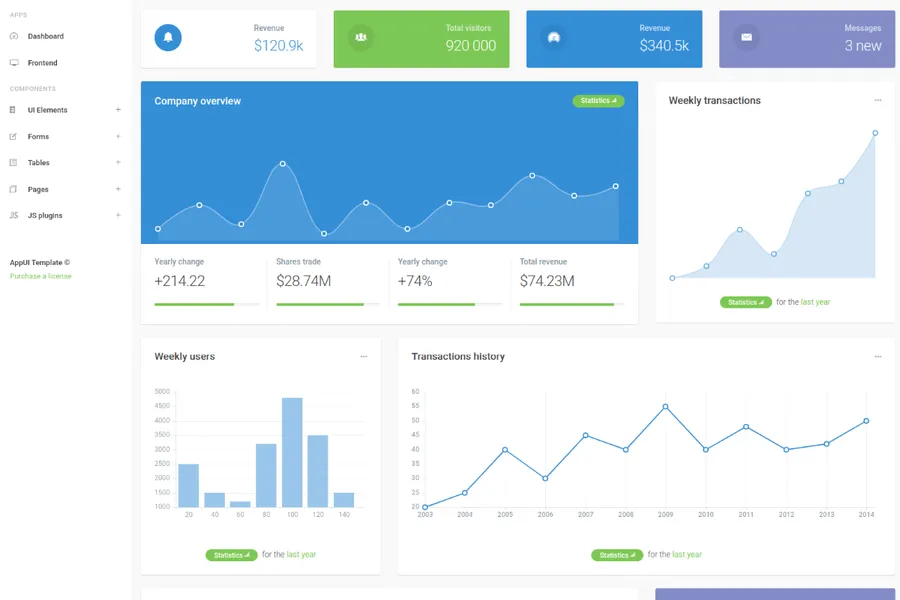 APPS
Dashboard
Frontend
COMPONENTS
UI Elements +
Forms +
Tables +
Pages +
JS JS plugins +
AppUI Template ©
Purchase a license
Revenue
$120.9k
Total visitors
920 000
Revenue
$340.5k
Messages
3 new
Company overview
Statistics
Yearly change
+214.22
Shares trade
$28.74M
Yearly change
+74%
Total revenue
$74.23M
Weekly transactions
Statistics for the last year
Weekly users
5000
4500
4000
3500
3000
2500
2000
1500
1000
20 40 60 80 100 120 140
Statistics for the last year
Transactions history
60
55
50
45
40
35
30
25
20
2003 2004 2005 2006 2007 2008 2009 2010 2011 2012 2013 2014
Statistics for the last year